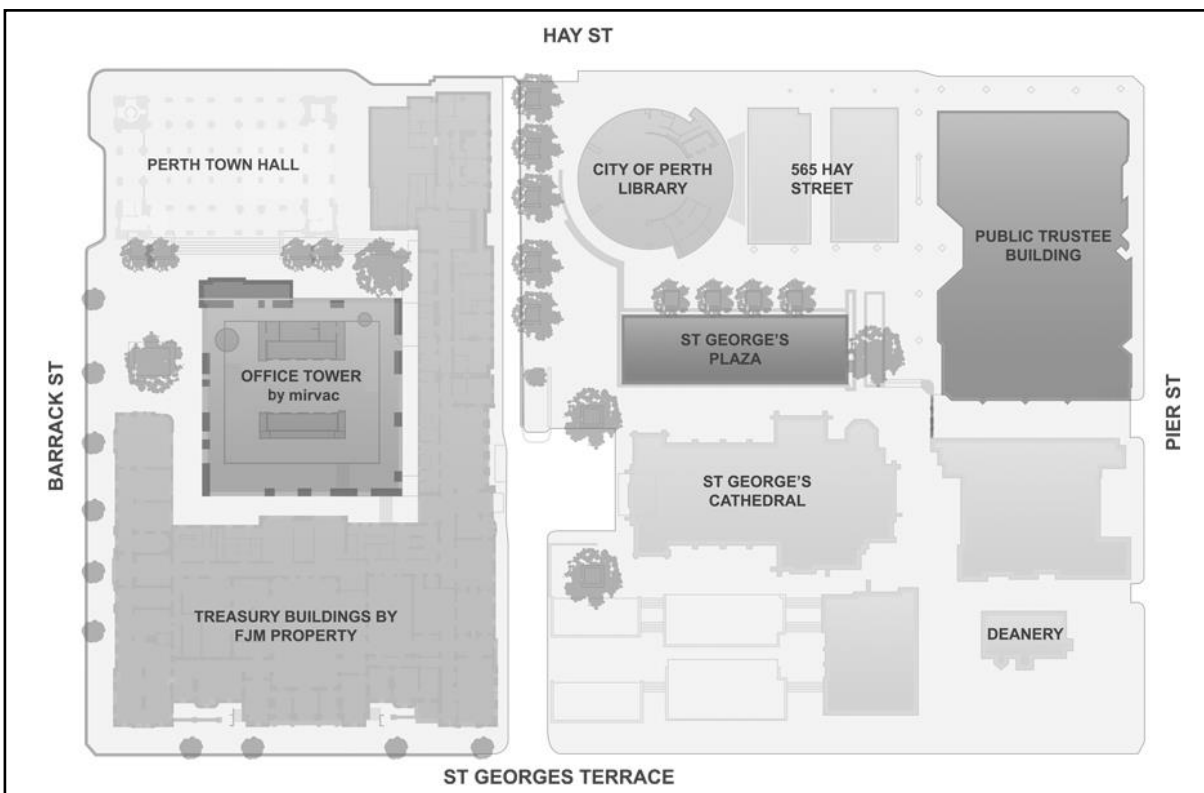 HAY ST
PERTH TOWN HALL
CITY OF PERTH
LIBRARY
565 HAY
STREET
PUBLIC TRUSTEE
BUILDING
ST GEORGE'S
PLAZA
OFFICE TOWER
by mirvac
BARRACK ST
PIER ST
ST GEORGE'S
CATHEDRAL
TREASURY BUILDINGS BY
FJM PROPERTY
DEANERY
ST GEORGES TERRACE